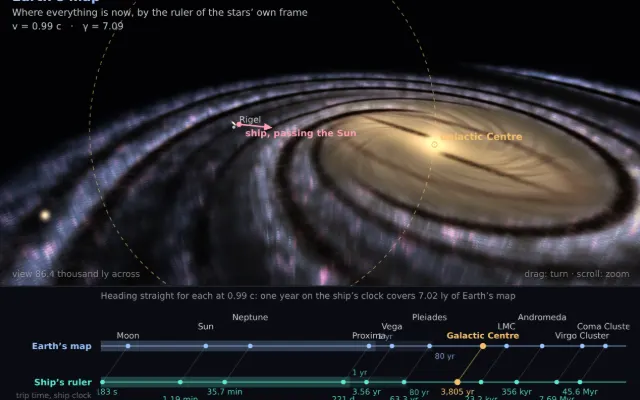 Earth's map
Where everything is now, by the ruler of the stars' own frame
v = 0.99 c · γ = 7.09
Rigel
ship, passing the Sun
Galactic Centre
view 86.4 thousand ly across
drag: turn · scroll: zoom
Heading straight for each at 0.99 c: one year on the ship's clock covers 7.02 ly of Earth's map
Neptune Pleiades Andromeda
Sun Vega LMC Coma Cluste
Moon Proxima Galactic Centre Virgo Cluster
Earth's map
80 yr
1 yr
Ship's ruler
183 s 35.7 min 3.56 yr 80 yr 3,805 yr 356 kyr 45.6 Myr
trip time, ship clock
1.19 min 221 d 63.3 yr 23.2 kyr 7.69 Myr